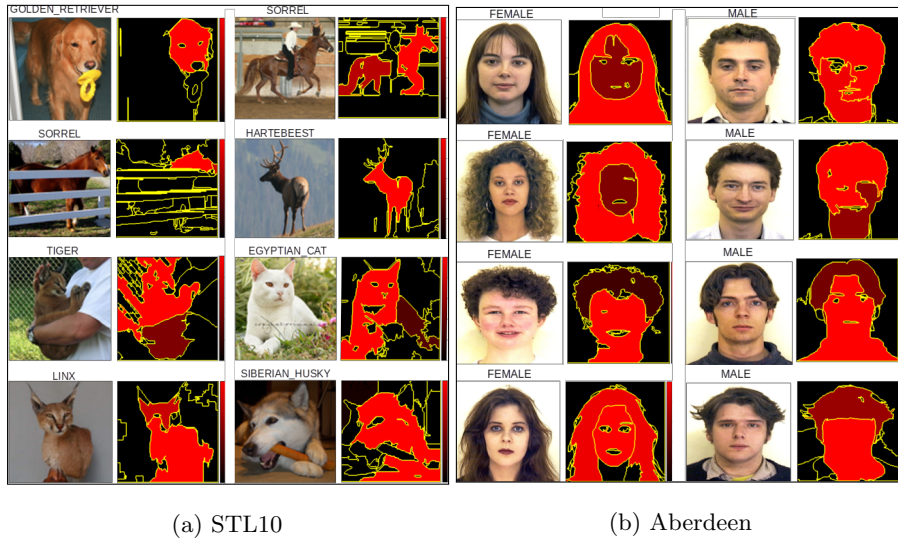 GOLDEN_RETRIEVER
SORREL
SORREL
HARTEBEEST
TIGER
EGYPTIAN_CAT
LINX
SIBERIAN_HUSKY
FEMALE
MALE
FEMALE
MALE
FEMALE
MALE
FEMALE
MALE
(a) STL10
(b) Aberdeen